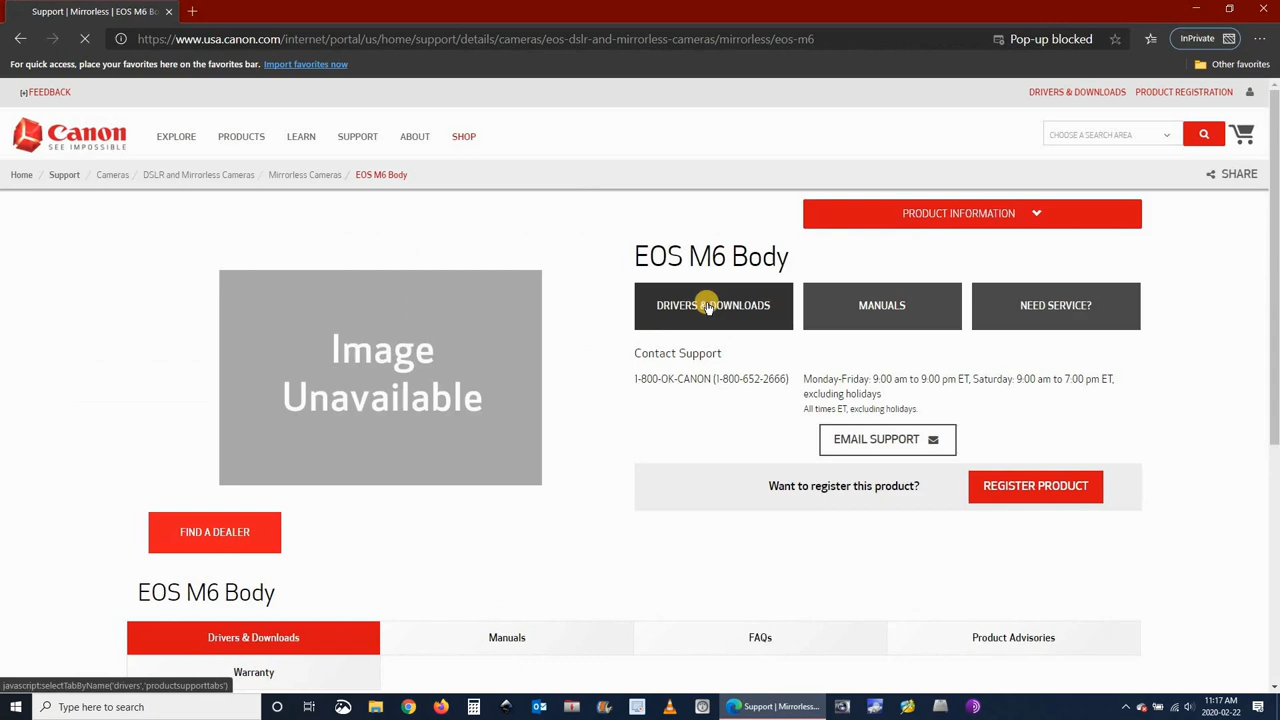 Support | Mirrorless | EOS M6 Bo
https://www.usa.canon.com/internet/portal/us/home/support/details/cameras/eos-dslr-and-mirrorless-cameras/mirrorless/eos-m6
Pop-up blocked
InPrivate
For quick access, place your favorites here on the favorites bar. Import favorites now
Other favorites
[+] FEEDBACK
DRIVERS & DOWNLOADS PRODUCT REGISTRATION
Canon
SEE IMPOSSIBLE
EXPLORE PRODUCTS LEARN SUPPORT ABOUT SHOP
CHOOSE A SEARCH AREA
Home / Support / Cameras / DSLR and Mirrorless Cameras / Mirrorless Cameras / EOS M6 Body
SHARE
PRODUCT INFORMATION
EOS M6 Body
DRIVERS & DOWNLOADS
MANUALS
NEED SERVICE?
Image
Unavailable
Contact Support
1-800-OK-CANON (1-800-652-2666)
Monday-Friday: 9:00 am to 9:00 pm ET, Saturday: 9:00 am to 7:00 pm ET,
excluding holidays
All times ET, excluding holidays.
EMAIL SUPPORT
Want to register this product?
REGISTER PRODUCT
FIND A DEALER
EOS M6 Body
Drivers & Downloads
Manuals
FAQs
Product Advisories
Warranty
javascript:selectTabByName('drivers','productsupporttabs')
Type here to search
Support | Mirrorless...
11:17 AM
2020-02-22